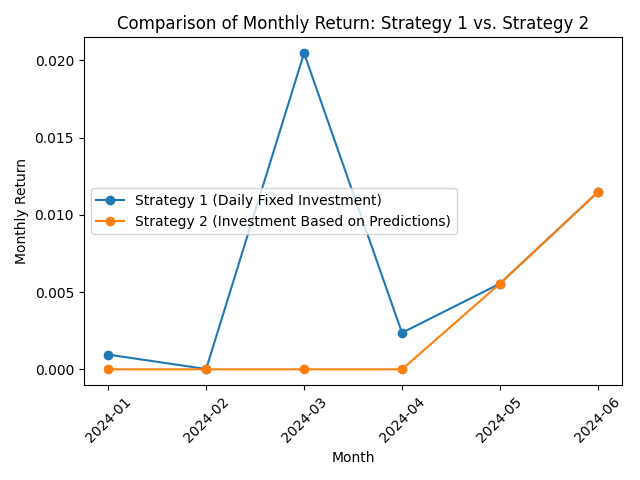 Comparison of Monthly Return: Strategy 1 vs. Strategy 2
Monthly Return
0.020
0.015
0.010
0.005
0.000
Strategy 1 (Daily Fixed Investment)
Strategy 2 (Investment Based on Predictions)
2024-01
2024-02
2024-03
2024-04
2024-05
2024-06
Month